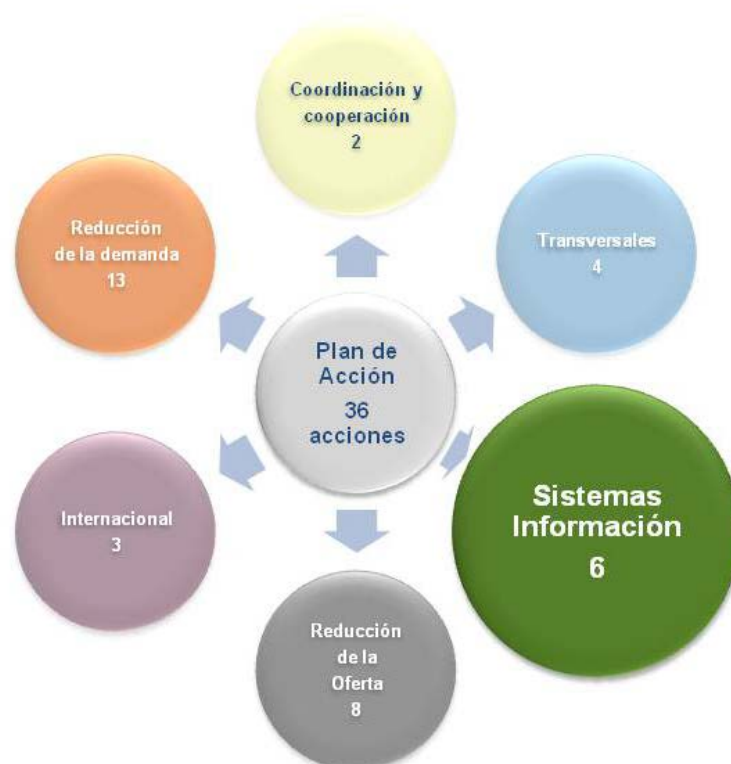 Coordinación y
cooperación
2
Reducción
de la demanda
13
Transversales
4
Plan de
Acción
36
acciones
Internacional
3
Sistemas
Información
6
Reducción
de la
Oferta
8